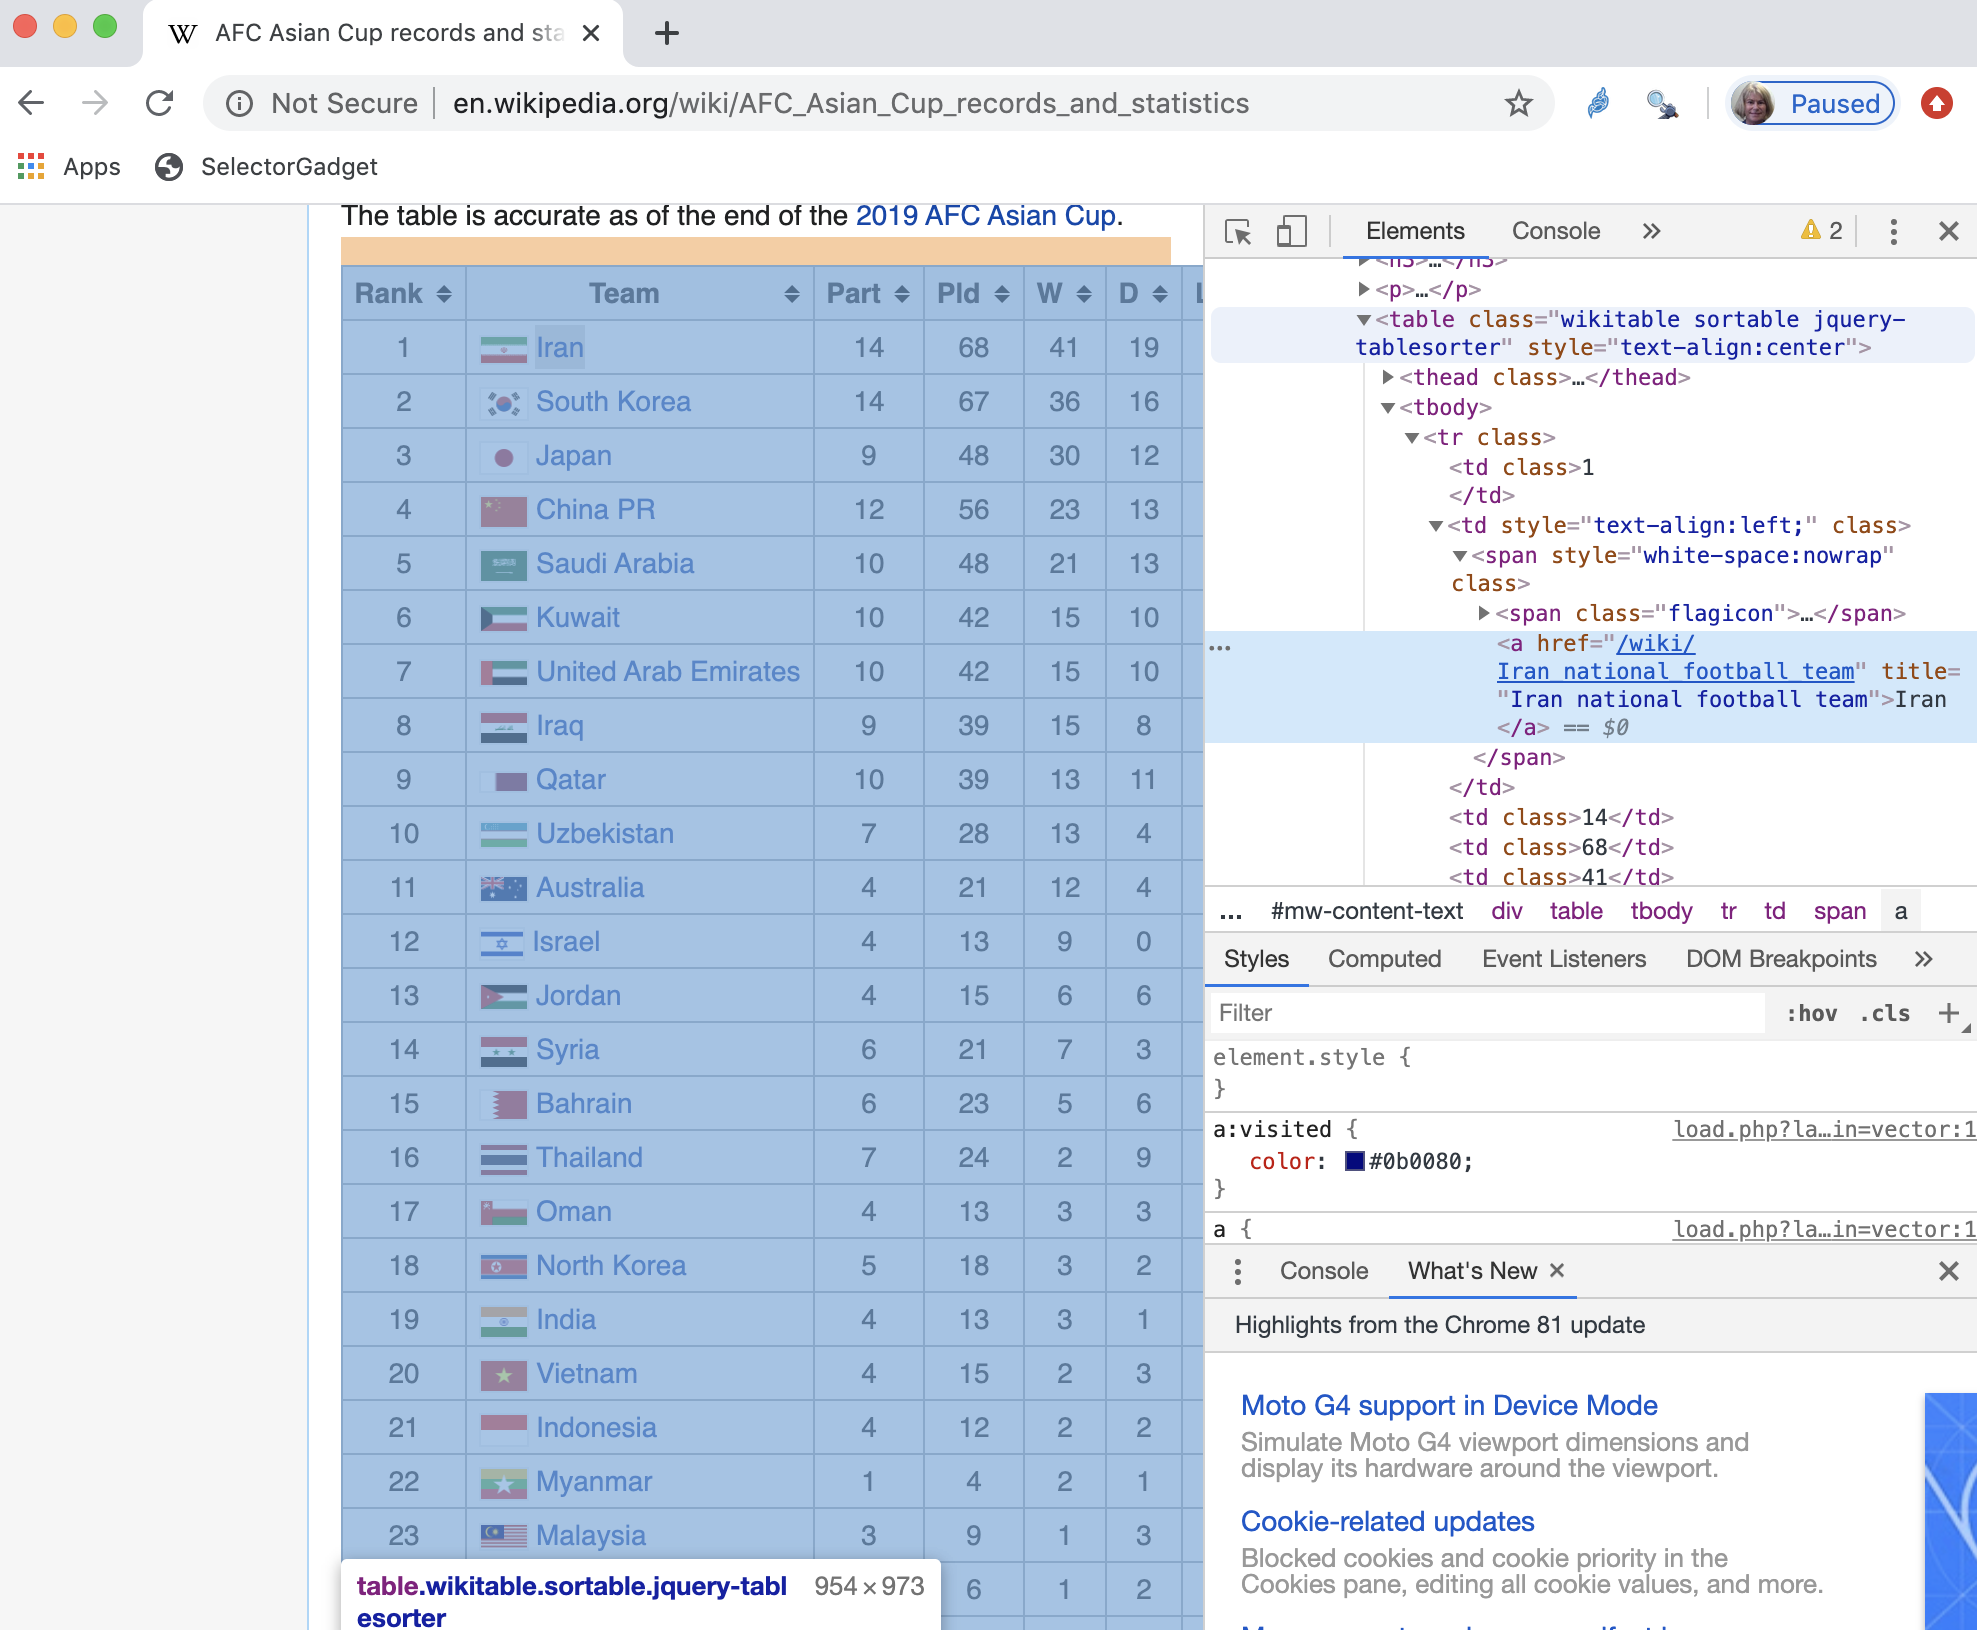 AFC Asian Cup records and sta
Not Secure en.wikipedia.org/wiki/AFC_Asian_Cup_records_and_statistics Paused
Apps SelectorGadget
The table is accurate as of the end of the 2019 AFC Asian Cup.
Rank Team Part Pld W D L
1 Iran 14 68 41 19
2 South Korea 14 67 36 16
3 Japan 9 48 30 12
4 China PR 12 56 23 13
5 Saudi Arabia 10 48 21 13
6 Kuwait 10 42 15 10
7 United Arab Emirates 10 42 15 10
8 Iraq 9 39 15 8
9 Qatar 10 39 13 11
10 Uzbekistan 7 28 13 4
11 Australia 4 21 12 4
12 Israel 4 13 9 0
13 Jordan 4 15 6 6
14 Syria 6 21 7 3
15 Bahrain 6 23 5 6
16 Thailand 7 24 2 9
17 Oman 4 13 3 3
18 North Korea 5 18 3 2
19 India 4 13 3 1
20 Vietnam 4 15 2 3
21 Indonesia 4 12 2 2
22 Myanmar 1 4 2 1
23 Malaysia 3 9 1 3
6 1 2
table.wikitable.sortable.jquery-tabl 954 × 973
esorter
Elements Console » 2
<h3>…</h3>
<p>…</p>
<table class="wikitable sortable jquery-
tablesorter" style="text-align:center">
<thead class>…</thead>
<tbody>
<tr class>
<td class>1
</td>
<td style="text-align:left;" class>
<span style="white-space:nowrap"
class>
<span class="flagicon">…</span>
… <a href="/wiki/
Iran_national_football_team" title=
"Iran national football team">Iran
</a> == $0
</span>
</td>
<td class>14</td>
<td class>68</td>
<td class>41</td>
… #mw-content-text div table tbody tr td span a
Styles Computed Event Listeners DOM Breakpoints »
Filter :hov .cls +
element.style {
}
a:visited { load.php?la…in=vector:1
color: #0b0080;
}
a { load.php?la…in=vector:1
Console What's New ×
Highlights from the Chrome 81 update
Moto G4 support in Device Mode
Simulate Moto G4 viewport dimensions and
display its hardware around the viewport.
Cookie-related updates
Blocked cookies and cookie priority in the
Cookies pane, editing all cookie values, and more.